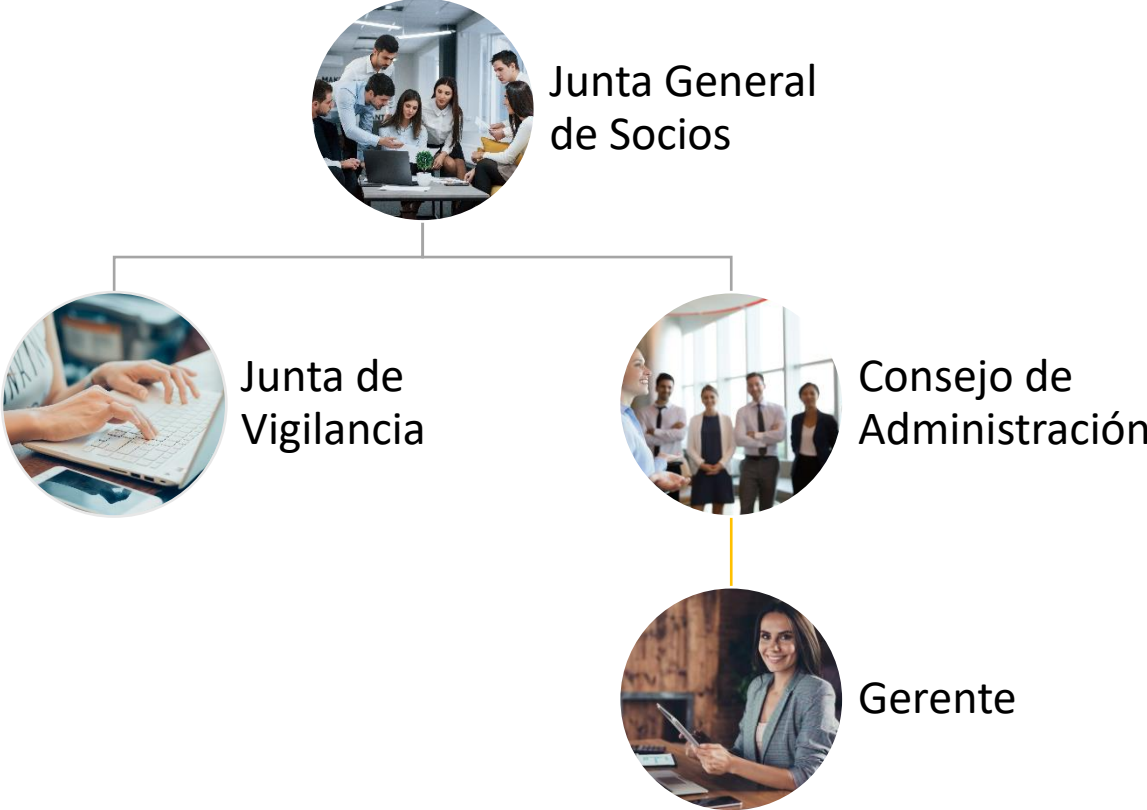 Junta General
de Socios
Junta de
Vigilancia
Consejo de
Administración
Gerente